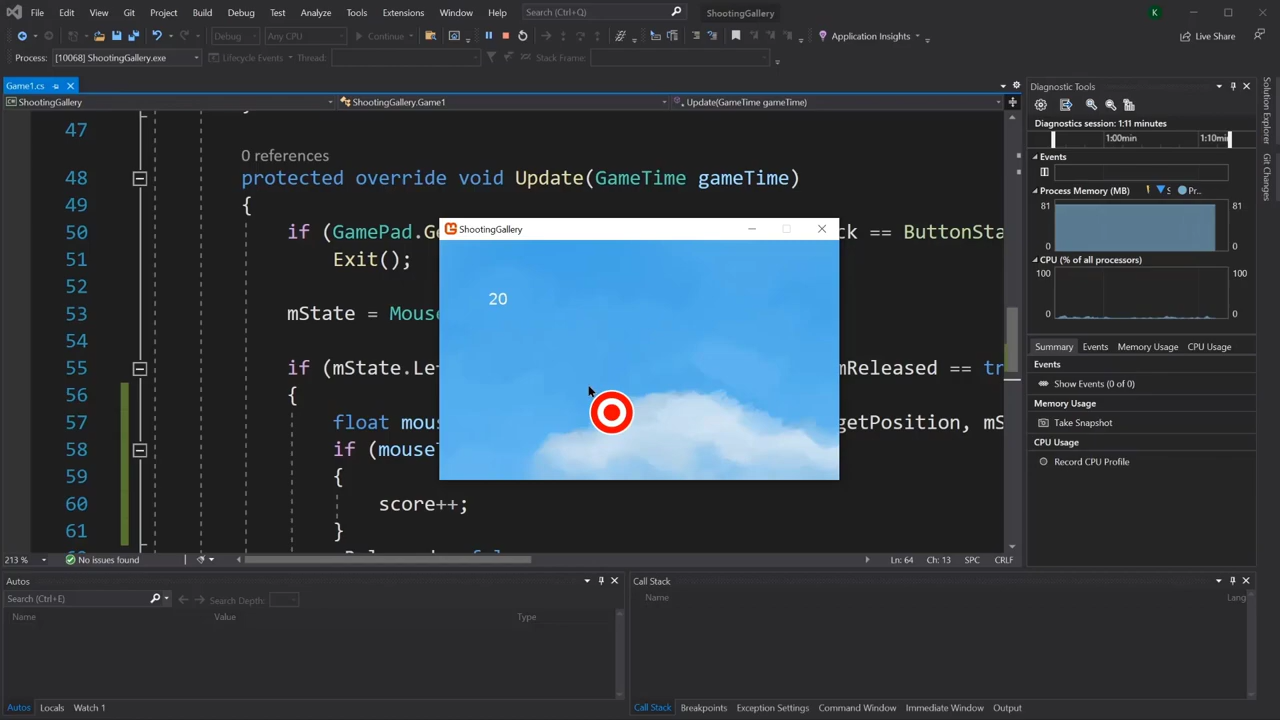 File Edit View Git Project Build Debug Test Analyze Tools Extensions Window Help Search (Ctrl+Q) ShootingGallery K
Debug Any CPU Continue Application Insights Live Share
Process: [10068] ShootingGallery.exe Lifecycle Events Thread: Stack Frame:
Game1.cs
ShootingGallery ShootingGallery.Game1 Update(GameTime gameTime)
47
0 references
48 protected override void Update(GameTime gameTime)
49 {
50 if (GamePad.Ge ck == ButtonSta
51 Exit();
52
53 mState = Mouse
54
55 if (mState.Le mReleased == tr
56 {
57 float mous getPosition, mS
58 if (mouse
59 {
60 score++;
61 }
ShootingGallery
20
213 % No issues found Ln: 64 Ch: 13 SPC CRLF
Diagnostic Tools
Diagnostics session: 1:11 minutes
1:00min 1:10min
Events
Process Memory (MB) S Pr...
81 81
0 0
CPU (% of all processors)
100 100
0 0
Summary Events Memory Usage CPU Usage
Events
Show Events (0 of 0)
Memory Usage
Take Snapshot
CPU Usage
Record CPU Profile
Solution Explorer
Git Changes
Autos
Search (Ctrl+E) Search Depth:
Name Value Type
Autos Locals Watch 1
Call Stack
Name Lang
Call Stack Breakpoints Exception Settings Command Window Immediate Window Output